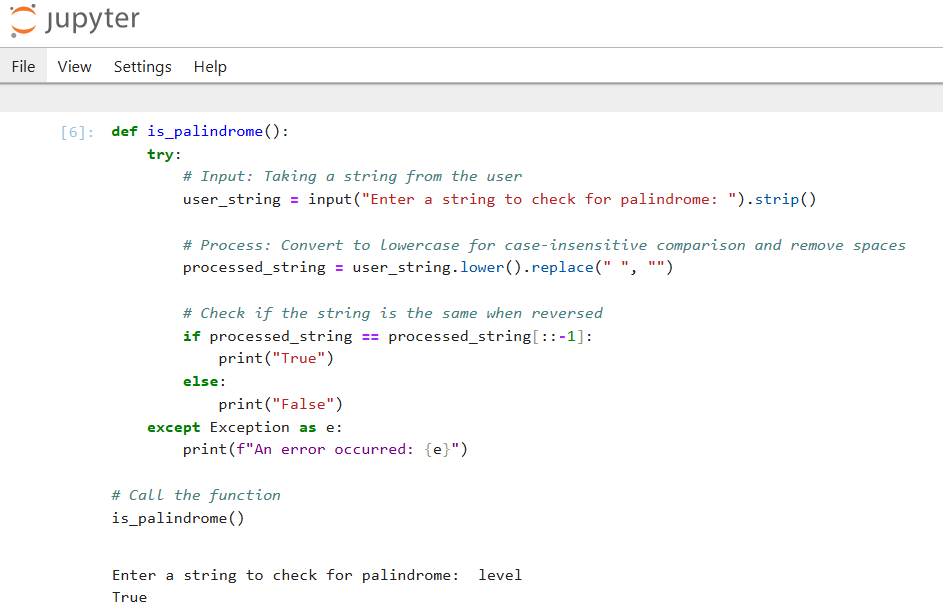 jupyter
File View Settings Help
[6]: def is_palindrome():
    try:
        # Input: Taking a string from the user
        user_string = input("Enter a string to check for palindrome: ").strip()

        # Process: Convert to lowercase for case-insensitive comparison and remove spaces
        processed_string = user_string.lower().replace(" ", "")

        # Check if the string is the same when reversed
        if processed_string == processed_string[::-1]:
            print("True")
        else:
            print("False")
    except Exception as e:
        print(f"An error occurred: {e}")

# Call the function
is_palindrome()

Enter a string to check for palindrome:  level
True